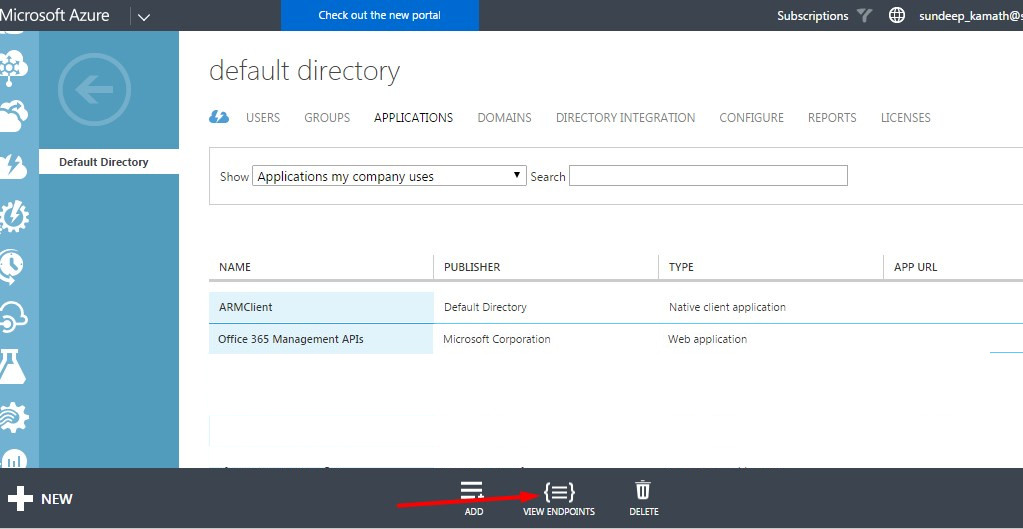 Microsoft Azure
Check out the new portal
Subscriptions
sundeep_kamath@s
default directory
USERS GROUPS APPLICATIONS DOMAINS DIRECTORY INTEGRATION CONFIGURE REPORTS LICENSES
Default Directory
Show Applications my company uses Search
NAME PUBLISHER TYPE APP URL
ARMClient Default Directory Native client application
Office 365 Management APIs Microsoft Corporation Web application
NEW
ADD VIEW ENDPOINTS DELETE